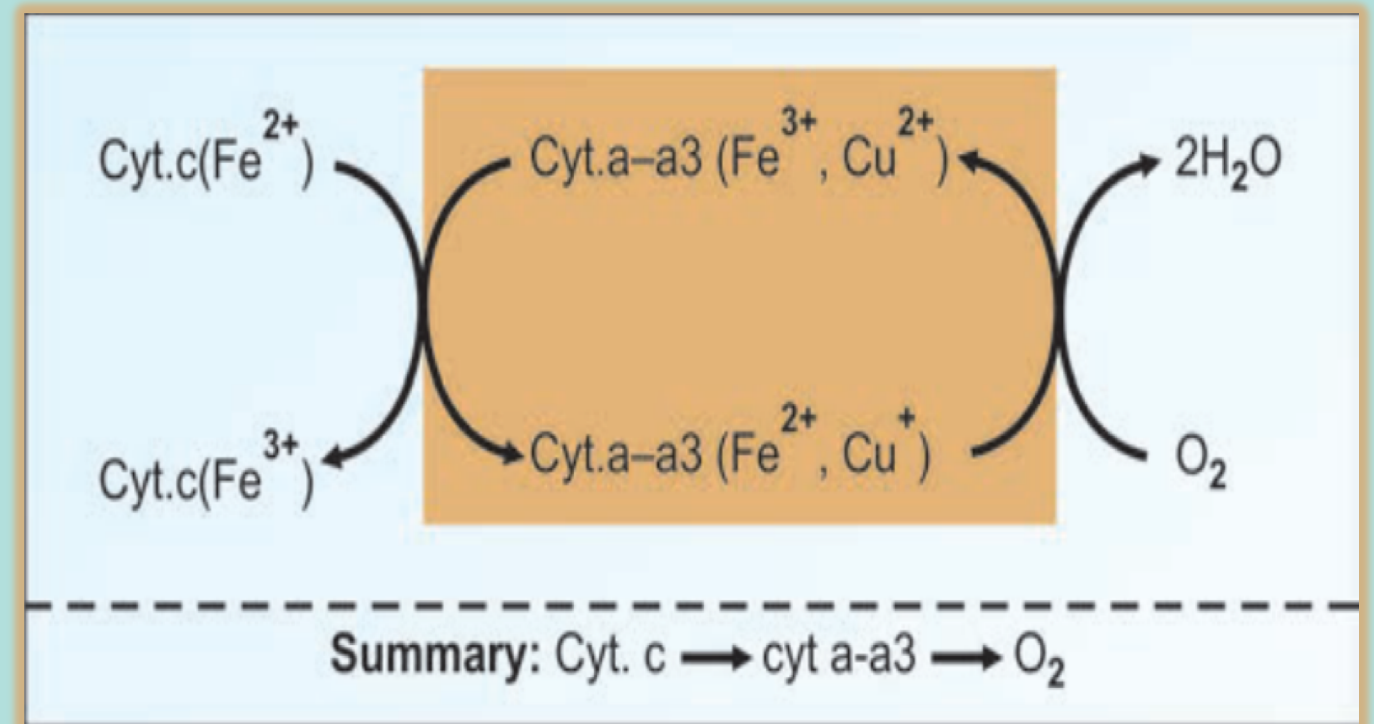 Cyt.c(Fe²⁺) Cyt.a–a3 (Fe³⁺, Cu²⁺) 2H₂O
Cyt.c(Fe³⁺) Cyt.a–a3 (Fe²⁺, Cu⁺) O₂
Summary: Cyt. c → cyt a-a3 → O₂